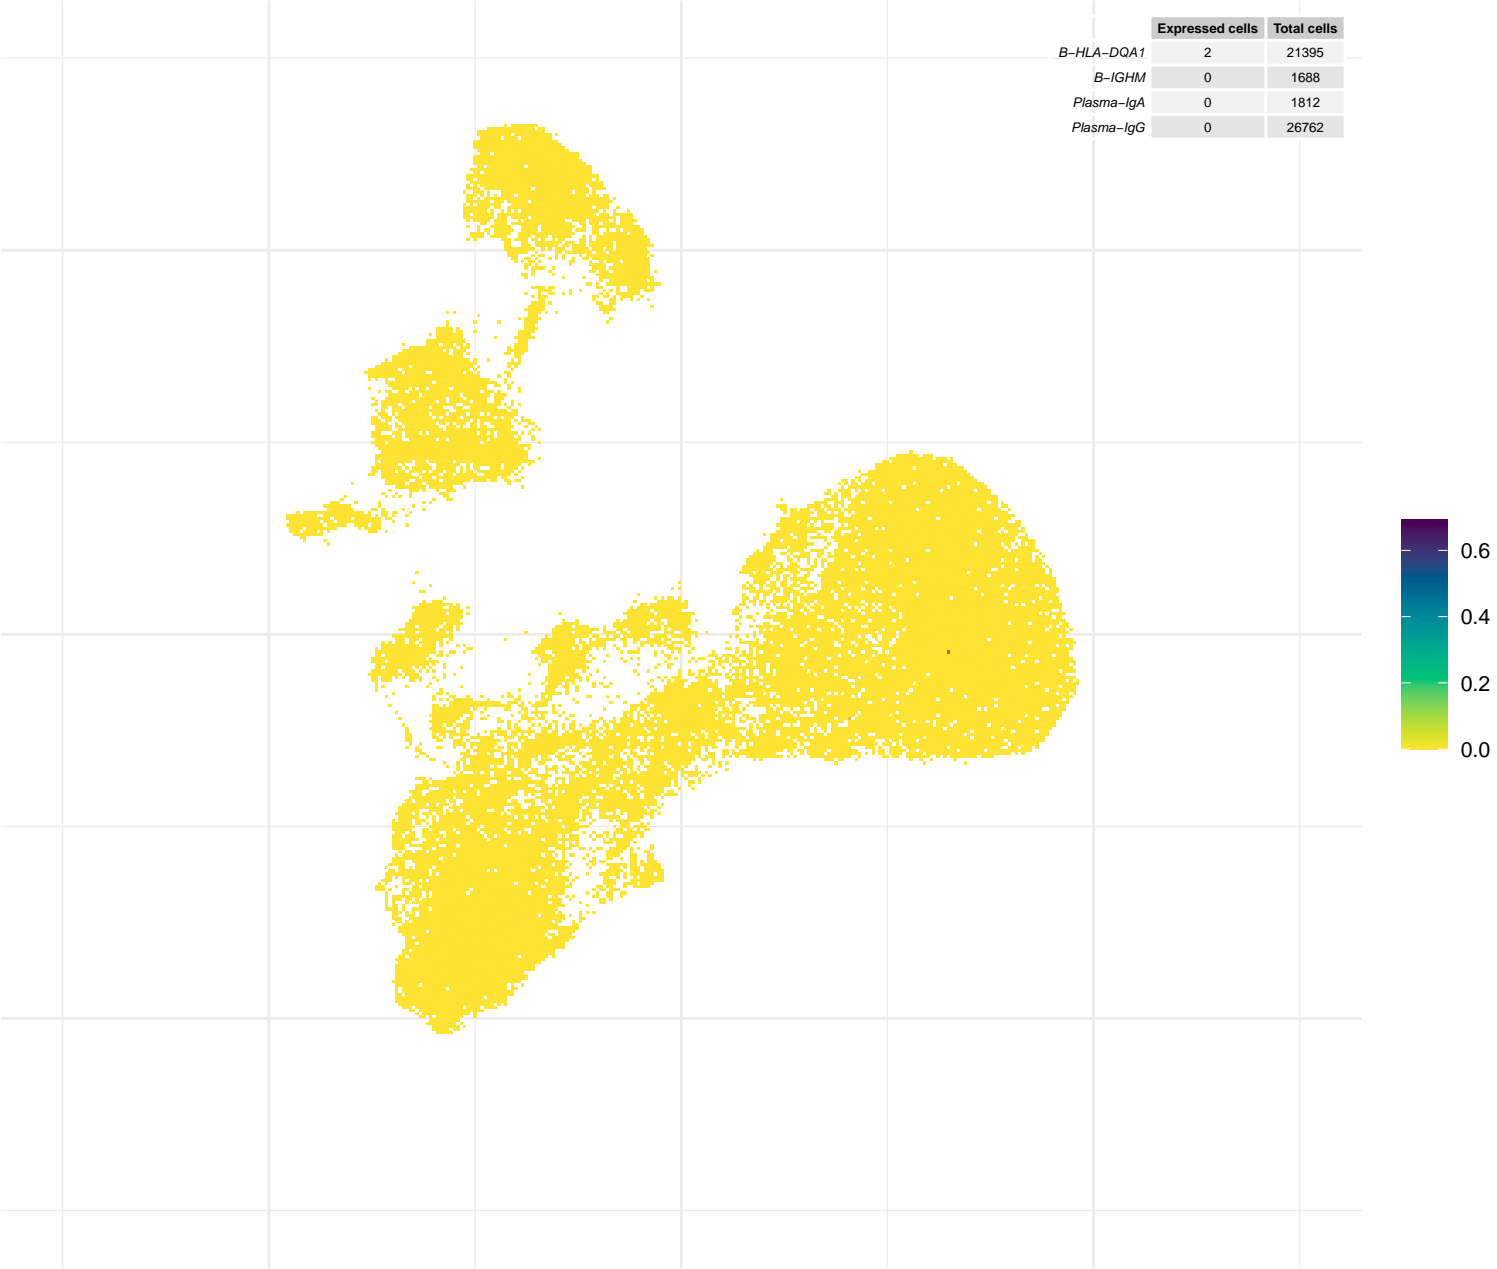 Expressed cells Total cells
B−HLA−DQA1 2 21395
B−IGHM 0 1688
Plasma−IgA 0 1812
Plasma−IgG 0 26762
0.6
0.4
0.2
0.0